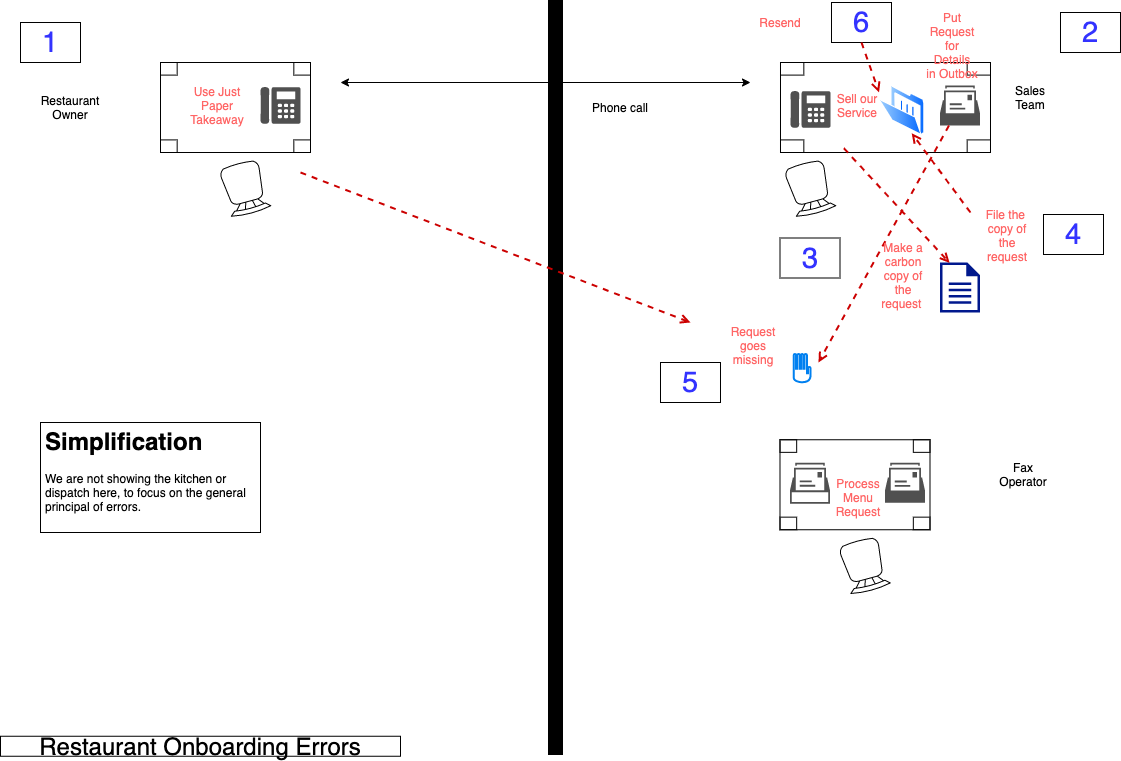 1
Restaurant
Owner
Use Just
Paper
Takeaway
Phone call
Resend
6
Put
Request
for
Details
in Outbox
2
Sell our
Service
Sales
Team
3
Make a
carbon
copy of
the
request
File the
copy of
the
request
4
Request
goes
missing
5
Simplification
We are not showing the kitchen or
dispatch here, to focus on the general
principal of errors.
Process
Menu
Request
Fax
Operator
Restaurant Onboarding Errors